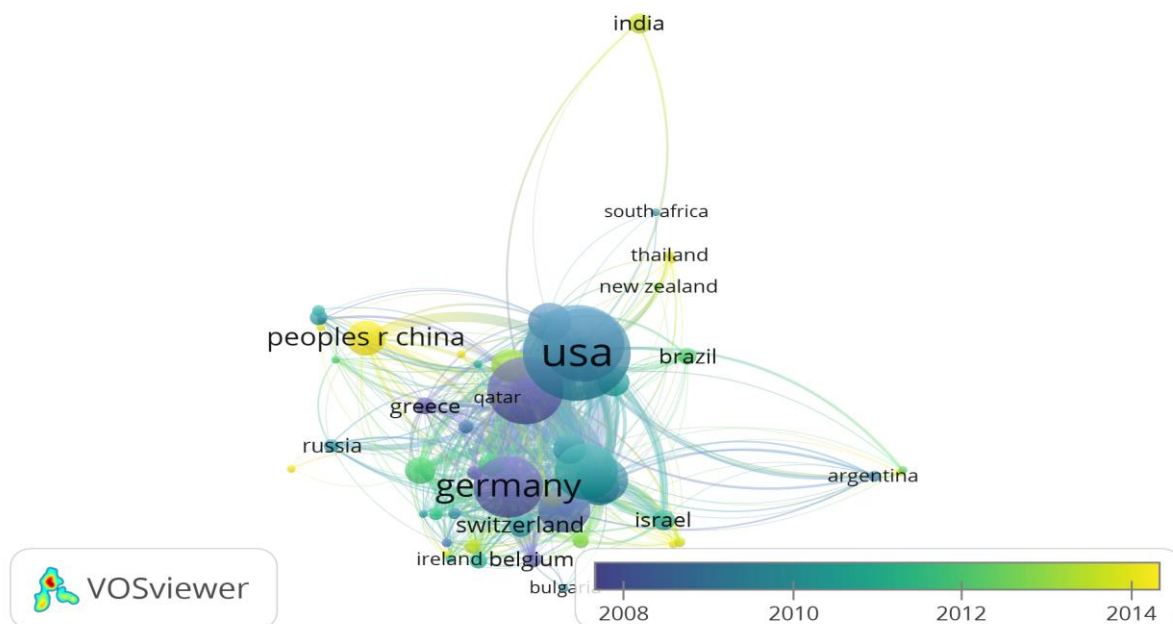 india
south africa
thailand
new zealand
peoples r china
usa
brazil
qatar
greece
russia
argentina
germany
switzerland
israel
ireland
belgium
bulgaria
VOSviewer
2008
2010
2012
2014